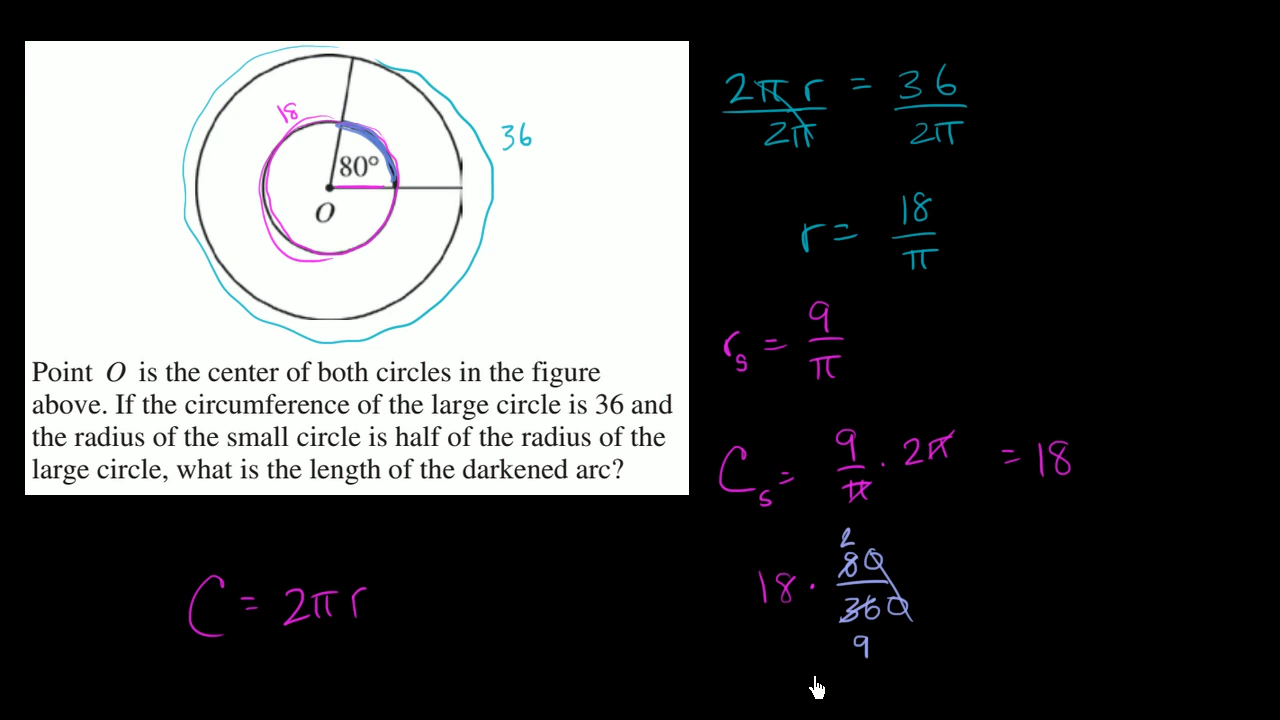 18
36
80°
O
Point O is the center of both circles in the figure
above. If the circumference of the large circle is 36 and
the radius of the small circle is half of the radius of the
large circle, what is the length of the darkened arc?
C = 2πr
2πr = 36
2π 2π
r = 18
π
r_s = 9
π
C_s = 9/π · 2π = 18
2
18 · 80
360
9